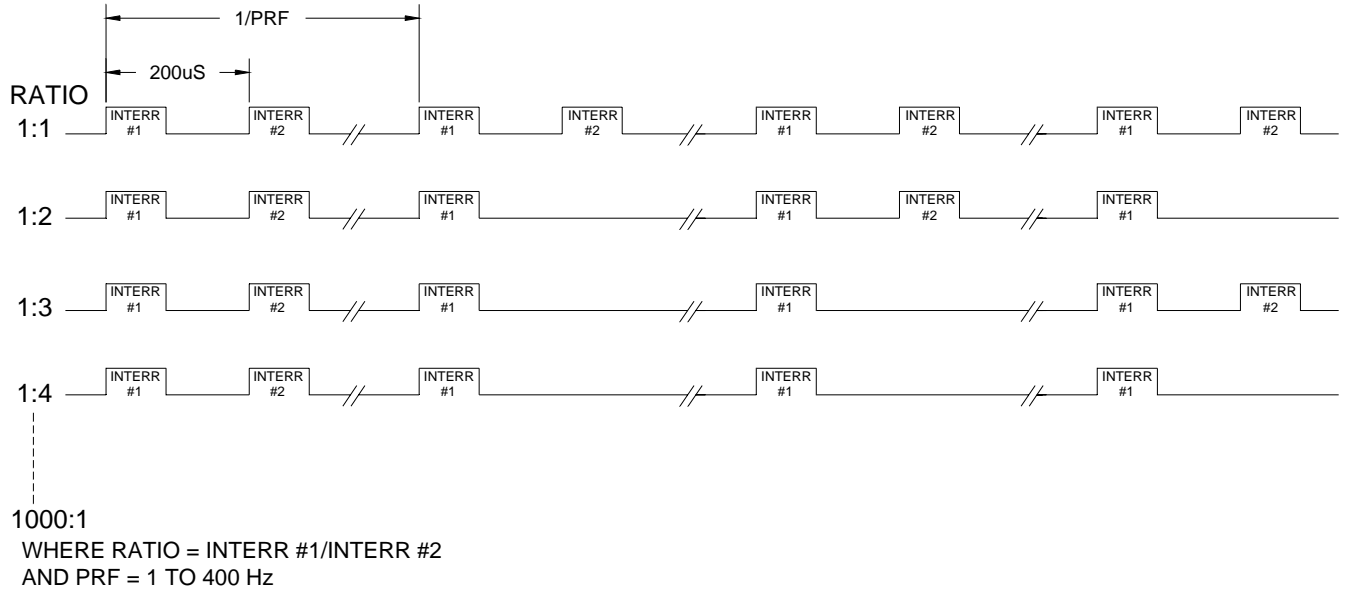 1/PRF
200uS
RATIO
1:1 INTERR #1 INTERR #2 INTERR #1 INTERR #2 INTERR #1 INTERR #2 INTERR #1 INTERR #2
1:2 INTERR #1 INTERR #2 INTERR #1 INTERR #1 INTERR #2 INTERR #1
1:3 INTERR #1 INTERR #2 INTERR #1 INTERR #1 INTERR #1 INTERR #2
1:4 INTERR #1 INTERR #2 INTERR #1 INTERR #1 INTERR #1
1000:1
WHERE RATIO = INTERR #1/INTERR #2
AND PRF = 1 TO 400 Hz